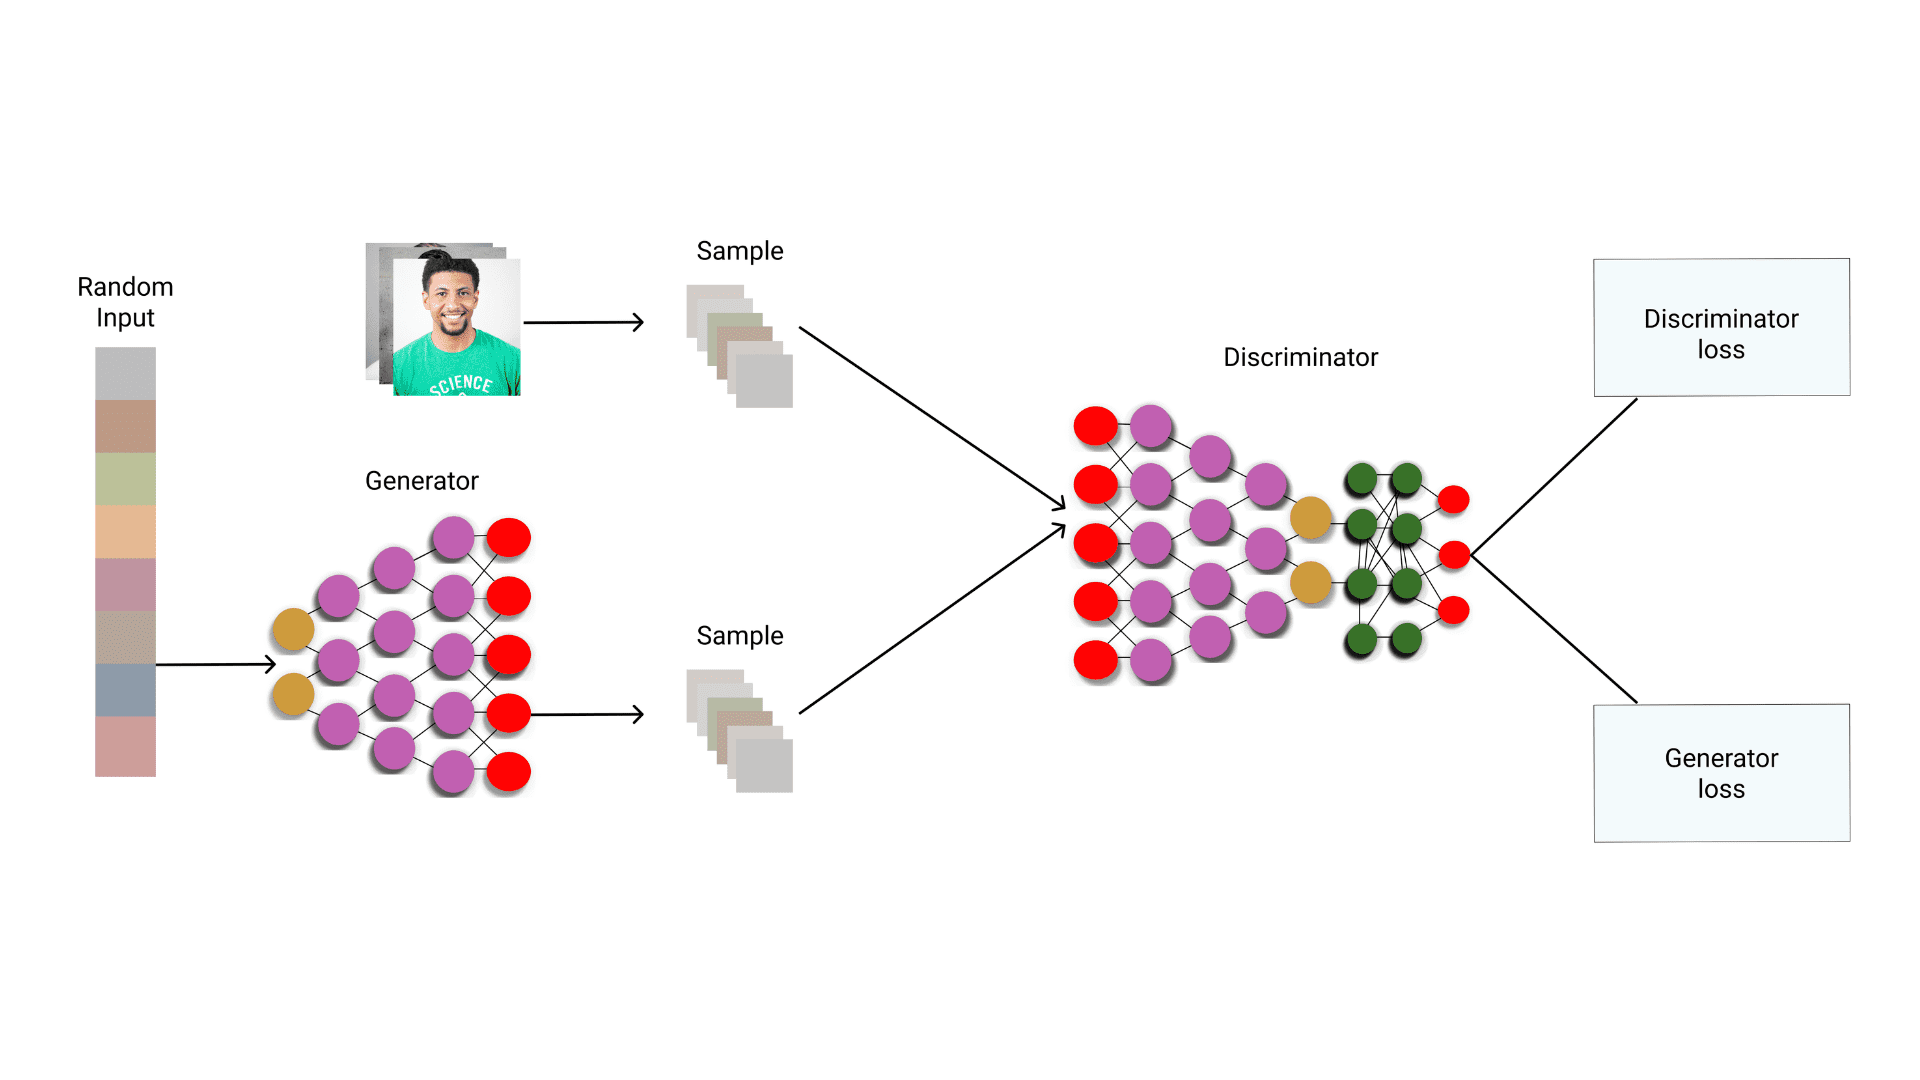 Sample
Random
Input
SCIENCE
Discriminator
loss
Discriminator
Generator
Sample
Generator
loss